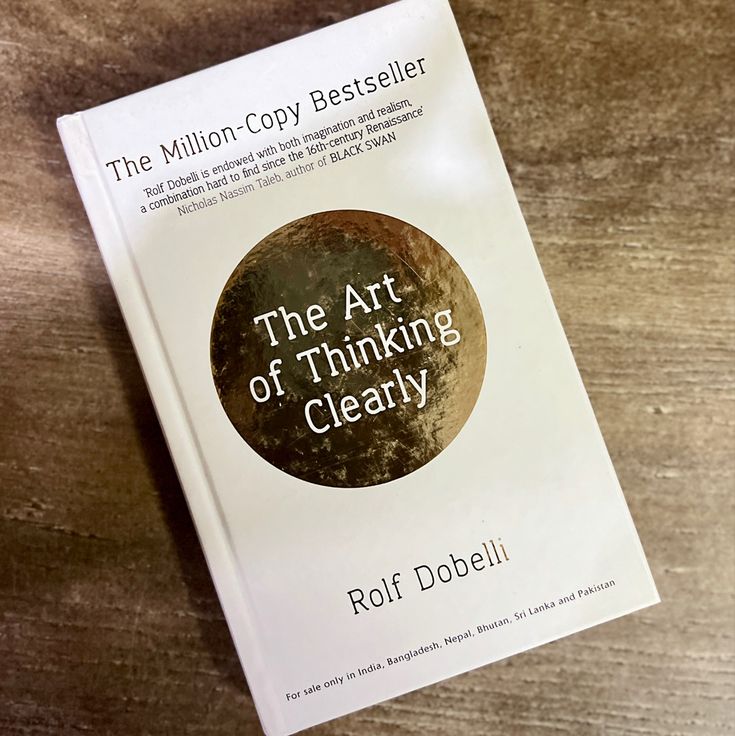 The Million-Copy Bestseller
'Rolf Dobelli is endowed with both imagination and realism,
a combination hard to find since the 16th-century Renaissance'
Nicholas Nassim Taleb, author of BLACK SWAN
The Art
of Thinking
Clearly
Rolf Dobelli
For sale only in India, Bangladesh, Nepal, Bhutan, Sri Lanka and Pakistan